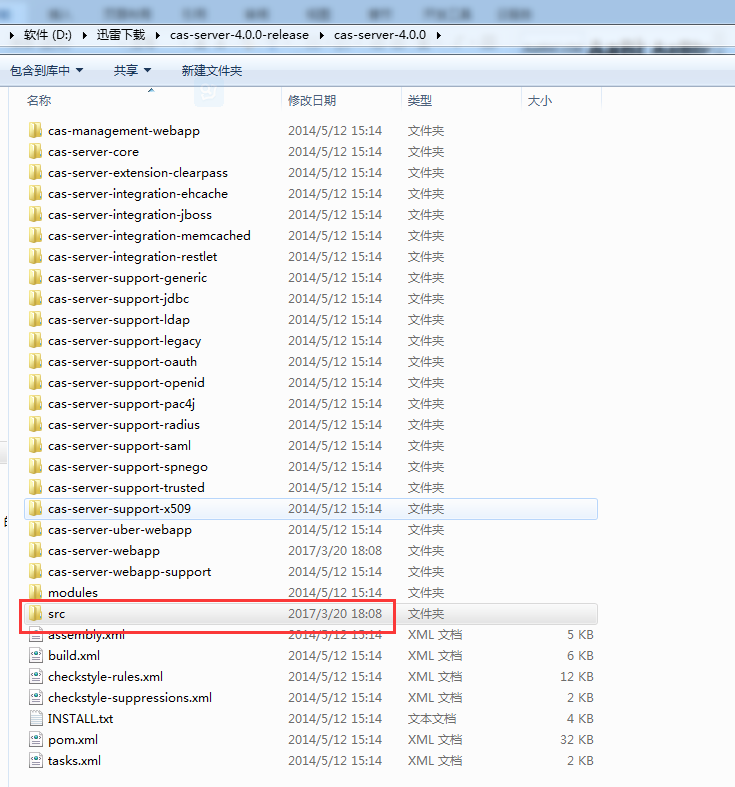 软件 (D:) 迅雷下载 cas-server-4.0.0-release cas-server-4.0.0
包含到库中 共享 新建文件夹
名称 修改日期 类型 大小
cas-management-webapp 2014/5/12 15:14 文件夹
cas-server-core 2014/5/12 15:14 文件夹
cas-server-extension-clearpass 2014/5/12 15:14 文件夹
cas-server-integration-ehcache 2014/5/12 15:14 文件夹
cas-server-integration-jboss 2014/5/12 15:14 文件夹
cas-server-integration-memcached 2014/5/12 15:14 文件夹
cas-server-integration-restlet 2014/5/12 15:14 文件夹
cas-server-support-generic 2014/5/12 15:14 文件夹
cas-server-support-jdbc 2014/5/12 15:14 文件夹
cas-server-support-ldap 2014/5/12 15:14 文件夹
cas-server-support-legacy 2014/5/12 15:14 文件夹
cas-server-support-oauth 2014/5/12 15:14 文件夹
cas-server-support-openid 2014/5/12 15:14 文件夹
cas-server-support-pac4j 2014/5/12 15:14 文件夹
cas-server-support-radius 2014/5/12 15:14 文件夹
cas-server-support-saml 2014/5/12 15:14 文件夹
cas-server-support-spnego 2014/5/12 15:14 文件夹
cas-server-support-trusted 2014/5/12 15:14 文件夹
cas-server-support-x509 2014/5/12 15:14 文件夹
cas-server-uber-webapp 2014/5/12 15:14 文件夹
cas-server-webapp 2017/3/20 18:08 文件夹
cas-server-webapp-support 2014/5/12 15:14 文件夹
modules 2014/5/12 15:14 文件夹
src 2017/3/20 18:08 文件夹
assembly.xml 2014/5/12 15:14 XML 文档 5 KB
build.xml 2014/5/12 15:14 XML 文档 6 KB
checkstyle-rules.xml 2014/5/12 15:14 XML 文档 12 KB
checkstyle-suppressions.xml 2014/5/12 15:14 XML 文档 2 KB
INSTALL.txt 2014/5/12 15:14 文本文档 4 KB
pom.xml 2014/5/12 15:14 XML 文档 32 KB
tasks.xml 2014/5/12 15:14 XML 文档 2 KB